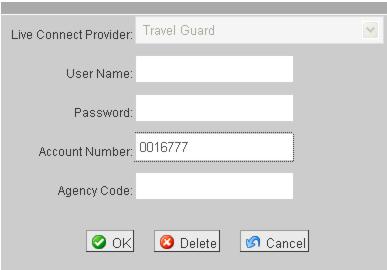 Live Connect Provider: Travel Guard
User Name:
Password:
Account Number: 0016777
Agency Code:
OK Delete Cancel